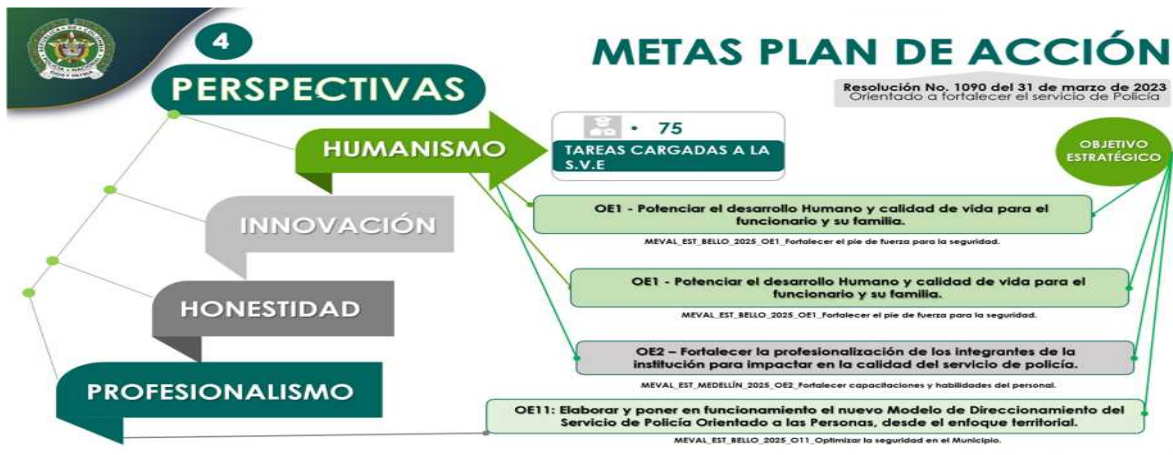 4
PERSPECTIVAS
METAS PLAN DE ACCIÓN
Resolución No. 1090 del 31 de marzo de 2023
Orientado a fortalecer el servicio de Policía
HUMANISMO
• 75
TAREAS CARGADAS A LA
S.V.E
OBJETIVO
ESTRATÉGICO
INNOVACIÓN
OE1 - Potenciar el desarrollo Humano y calidad de vida para el
funcionario y su familia.
MEVAL_EST_BELLO_2025_OE1_Fortalecer el pie de fuerza para la seguridad.
HONESTIDAD
OE1 - Potenciar el desarrollo Humano y calidad de vida para el
funcionario y su familia.
MEVAL_EST_BELLO_2025_OE1_Fortalecer el pie de fuerza para la seguridad.
OE2 – Fortalecer la profesionalización de los integrantes de la
institución para impactar en la calidad del servicio de policía.
MEVAL_EST_MEDELLÍN_2025_OE2_Fortalecer capacitaciones y habilidades del personal.
PROFESIONALISMO
OE11: Elaborar y poner en funcionamiento el nuevo Modelo de Direccionamiento del
Servicio de Policía Orientado a las Personas, desde el enfoque territorial.
MEVAL_EST_BELLO_2025_O11_Optimizar la seguridad en el Municipio.